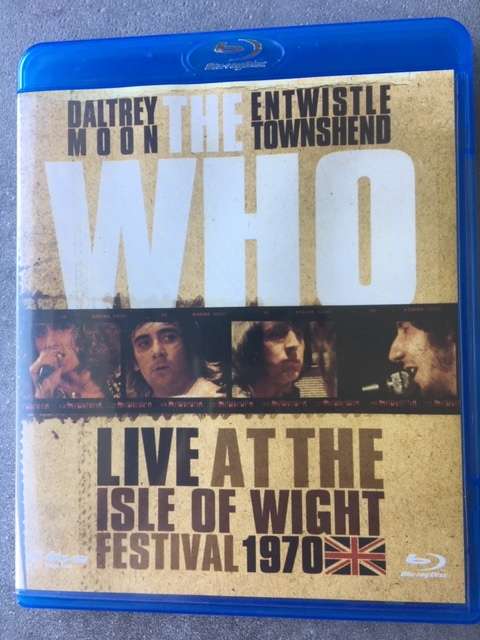 Blu-ray Disc
DALTREY THE ENTWISTLE
MOON TOWNSHEND
WHO
LIVE AT THE
ISLE OF WIGHT
FESTIVAL 1970
Blu-ray Disc